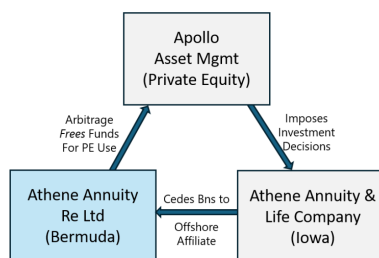 Apollo
Asset Mgmt
(Private Equity)
Arbitrage
Frees Funds
For PE Use
Imposes
Investment
Decisions
Athene Annuity
Re Ltd
(Bermuda)
Cedes Bns to
Offshore
Affiliate
Athene Annuity &
Life Company
(Iowa)